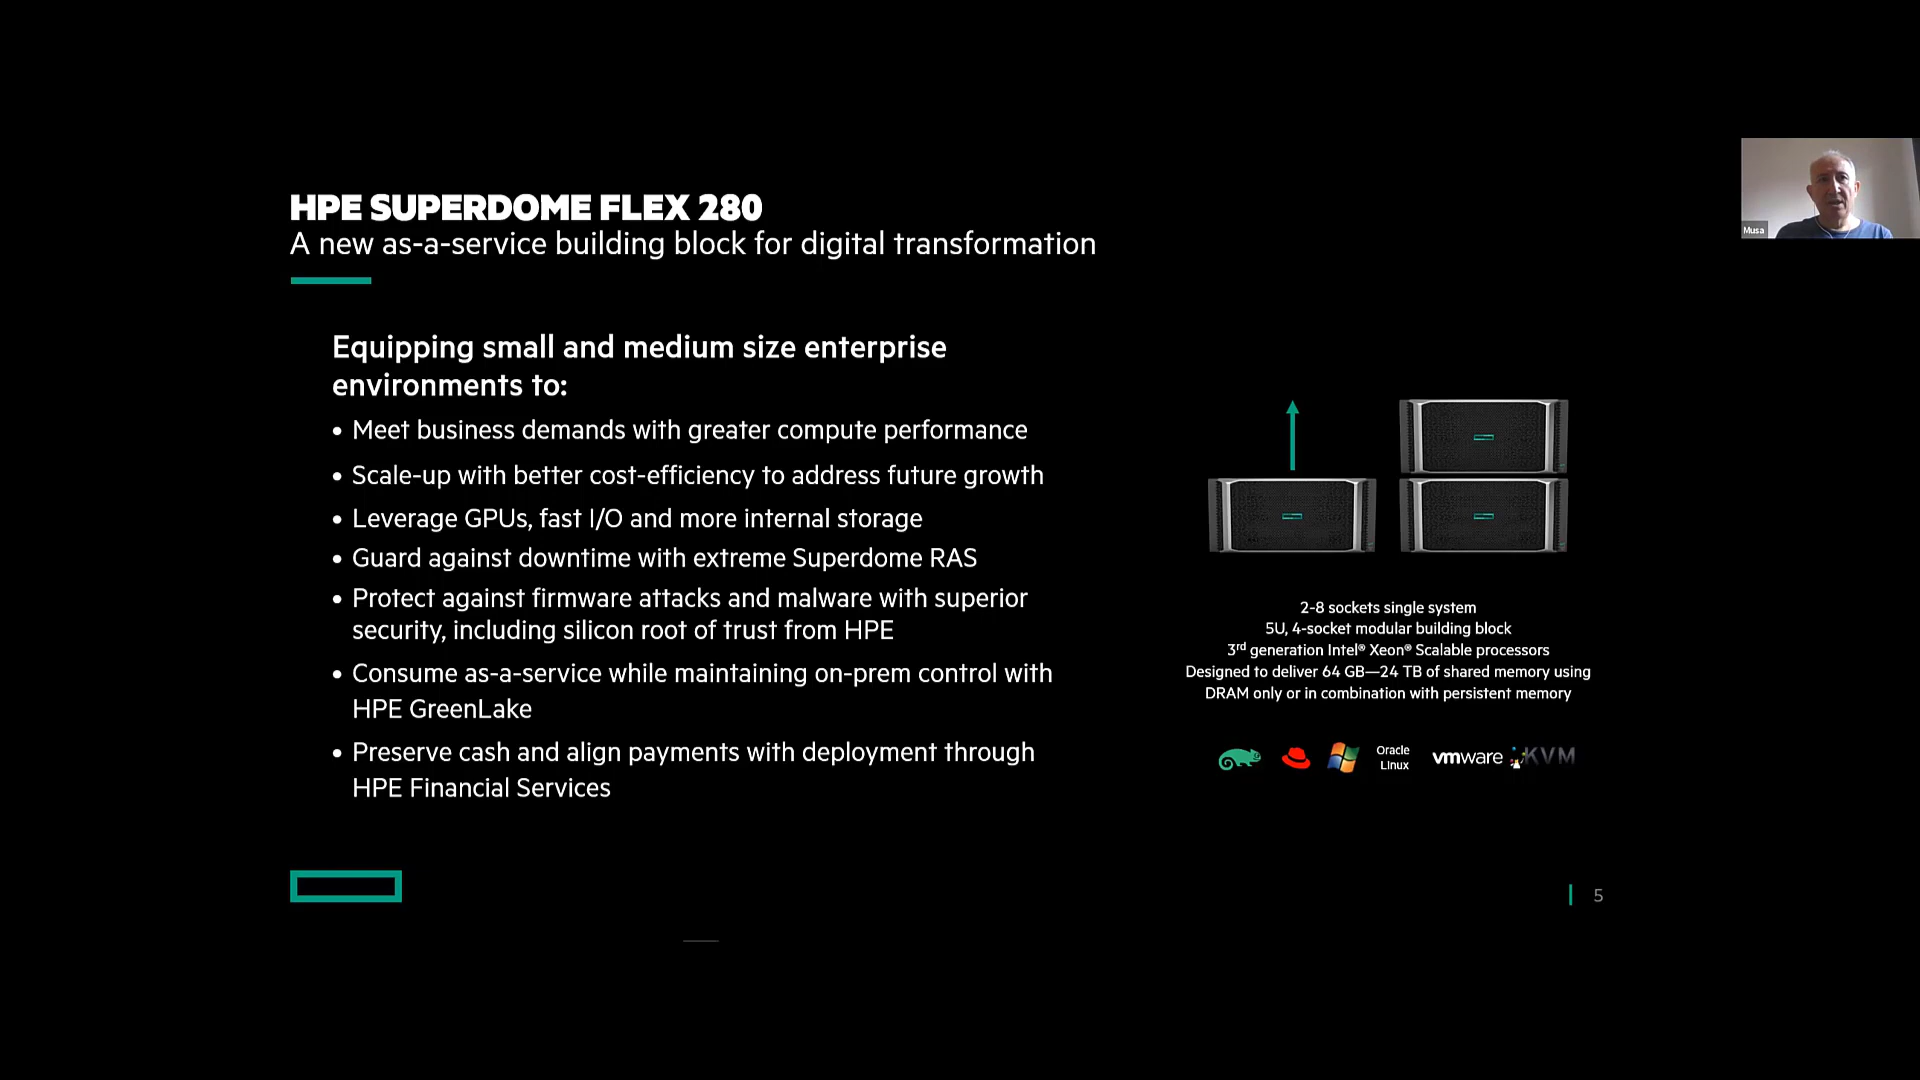 HPE SUPERDOME FLEX 280
A new as-a-service building block for digital transformation
Musa
Equipping small and medium size enterprise
environments to:
• Meet business demands with greater compute performance
• Scale-up with better cost-efficiency to address future growth
• Leverage GPUs, fast I/O and more internal storage
• Guard against downtime with extreme Superdome RAS
• Protect against firmware attacks and malware with superior
security, including silicon root of trust from HPE
• Consume as-a-service while maintaining on-prem control with
HPE GreenLake
• Preserve cash and align payments with deployment through
HPE Financial Services
2-8 sockets single system
5U, 4-socket modular building block
3rd generation Intel® Xeon® Scalable processors
Designed to deliver 64 GB—24 TB of shared memory using
DRAM only or in combination with persistent memory
Oracle
Linux
vmware
KVM
5